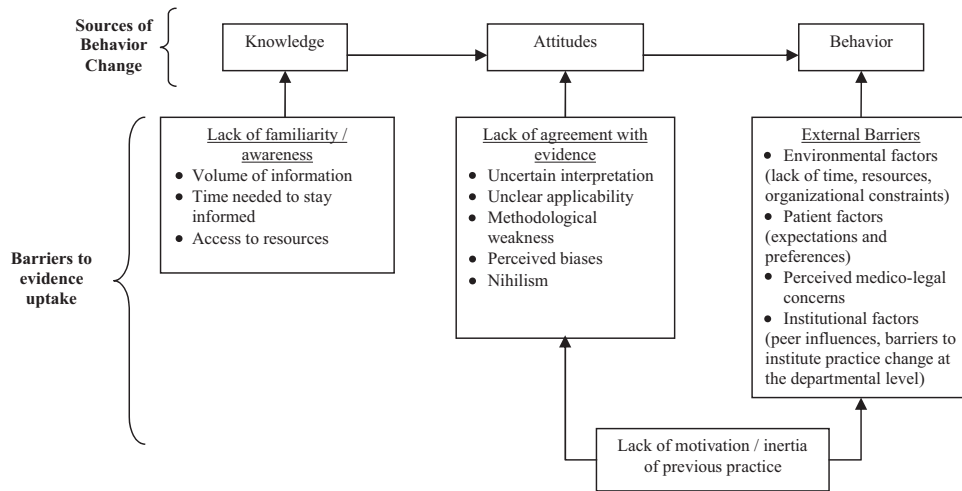 Sources of
Behavior
Change
Knowledge
Attitudes
Behavior
Barriers to
evidence
uptake
Lack of familiarity /
awareness
• Volume of information
• Time needed to stay
informed
• Access to resources
Lack of agreement with
evidence
• Uncertain interpretation
• Unclear applicability
• Methodological
weakness
• Perceived biases
• Nihilism
External Barriers
• Environmental factors
(lack of time, resources,
organizational constraints)
• Patient factors
(expectations and
preferences)
• Perceived medico-legal
concerns
• Institutional factors
(peer influences, barriers to
institute practice change at
the departmental level)
Lack of motivation / inertia
of previous practice